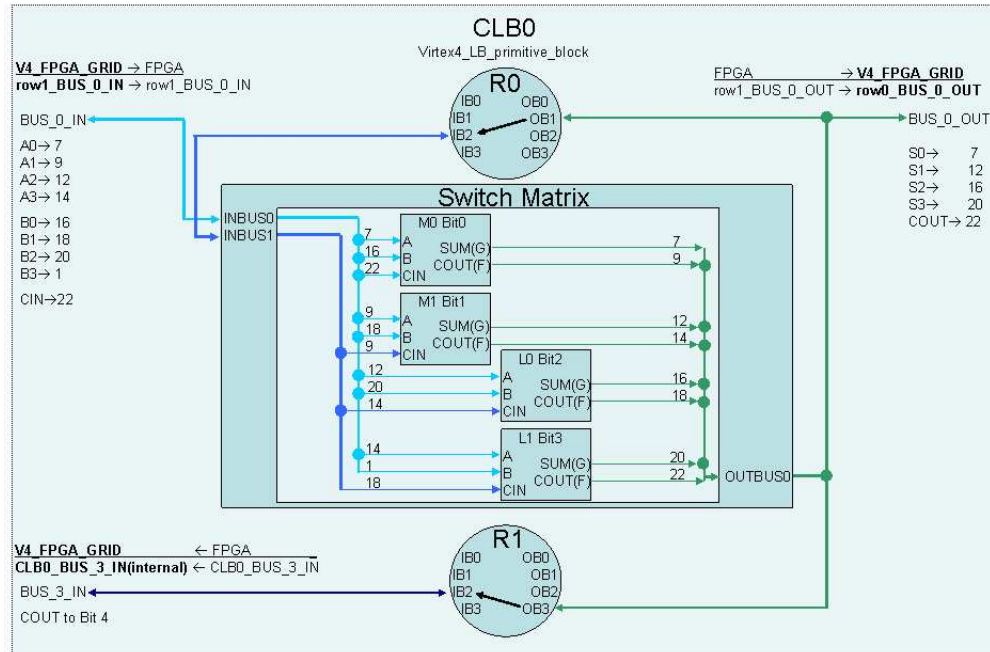 CLB0
Virtex4_LB_primitive_block
V4_FPGA_GRID → FPGA
row1_BUS_0_IN → row1_BUS_0_IN
BUS_0_IN
A0→ 7
A1→ 9
A2→ 12
A3→ 14
B0→ 16
B1→ 18
B2→ 20
B3→ 1
CIN→22
R0
IB0 OB0
IB1 OB1
IB2 OB2
IB3 OB3
FPGA → V4_FPGA_GRID
row1_BUS_0_OUT → row0_BUS_0_OUT
BUS_0_OUT
S0→ 7
S1→ 12
S2→ 16
S3→ 20
COUT→ 22
Switch Matrix
INBUS0
INBUS1
M0 Bit0
7 A SUM(G) 7
16 B COUT(F) 9
22 CIN
M1 Bit1
9 A SUM(G) 12
18 B COUT(F) 14
9 CIN
L0 Bit2
12 A SUM(G) 16
20 B COUT(F) 18
14 CIN
L1 Bit3
14 A SUM(G) 20
1 B COUT(F) 22
18 CIN
OUTBUS0
R1
IB0 OB0
IB1 OB1
IB2 OB2
IB3 OB3
V4_FPGA_GRID ← FPGA
CLB0_BUS_3_IN(internal) ← CLB0_BUS_3_IN
BUS_3_IN
COUT to Bit 4